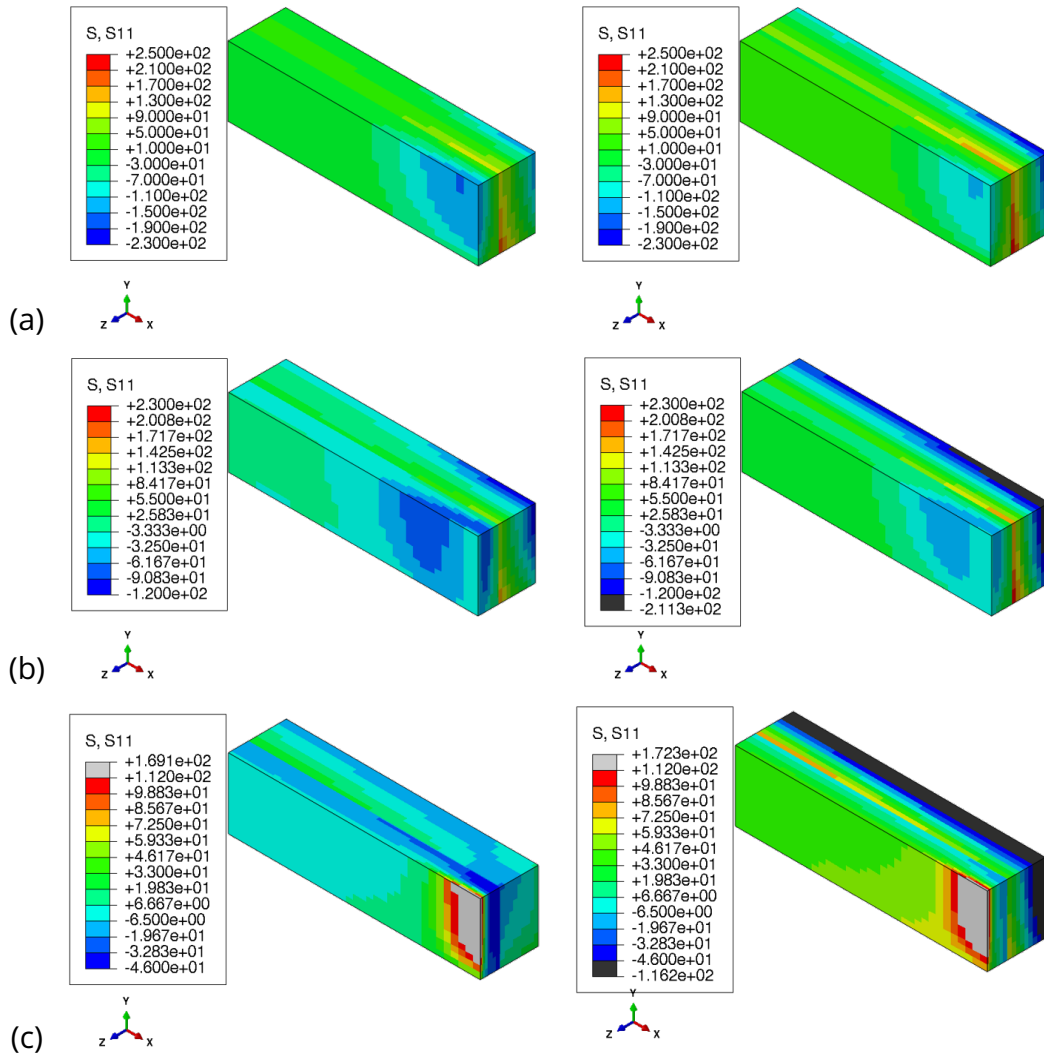 S, S11
+2.500e+02
+2.100e+02
+1.700e+02
+1.300e+02
+9.000e+01
+5.000e+01
+1.000e+01
-3.000e+01
-7.000e+01
-1.100e+02
-1.500e+02
-1.900e+02
-2.300e+02
Y
Z X
S, S11
+2.500e+02
+2.100e+02
+1.700e+02
+1.300e+02
+9.000e+01
+5.000e+01
+1.000e+01
-3.000e+01
-7.000e+01
-1.100e+02
-1.500e+02
-1.900e+02
-2.300e+02
Y
Z X
(a)
S, S11
+2.300e+02
+2.008e+02
+1.717e+02
+1.425e+02
+1.133e+02
+8.417e+01
+5.500e+01
+2.583e+01
-3.333e+00
-3.250e+01
-6.167e+01
-9.083e+01
-1.200e+02
Y
Z X
S, S11
+2.300e+02
+2.008e+02
+1.717e+02
+1.425e+02
+1.133e+02
+8.417e+01
+5.500e+01
+2.583e+01
-3.333e+00
-3.250e+01
-6.167e+01
-9.083e+01
-1.200e+02
-2.113e+02
Y
Z X
(b)
S, S11
+1.691e+02
+1.120e+02
+9.883e+01
+8.567e+01
+7.250e+01
+5.933e+01
+4.617e+01
+3.300e+01
+1.983e+01
+6.667e+00
-6.500e+00
-1.967e+01
-3.283e+01
-4.600e+01
Y
Z X
S, S11
+1.723e+02
+1.120e+02
+9.883e+01
+8.567e+01
+7.250e+01
+5.933e+01
+4.617e+01
+3.300e+01
+1.983e+01
+6.667e+00
-6.500e+00
-1.967e+01
-3.283e+01
-4.600e+01
-1.162e+02
Y
Z X
(c)